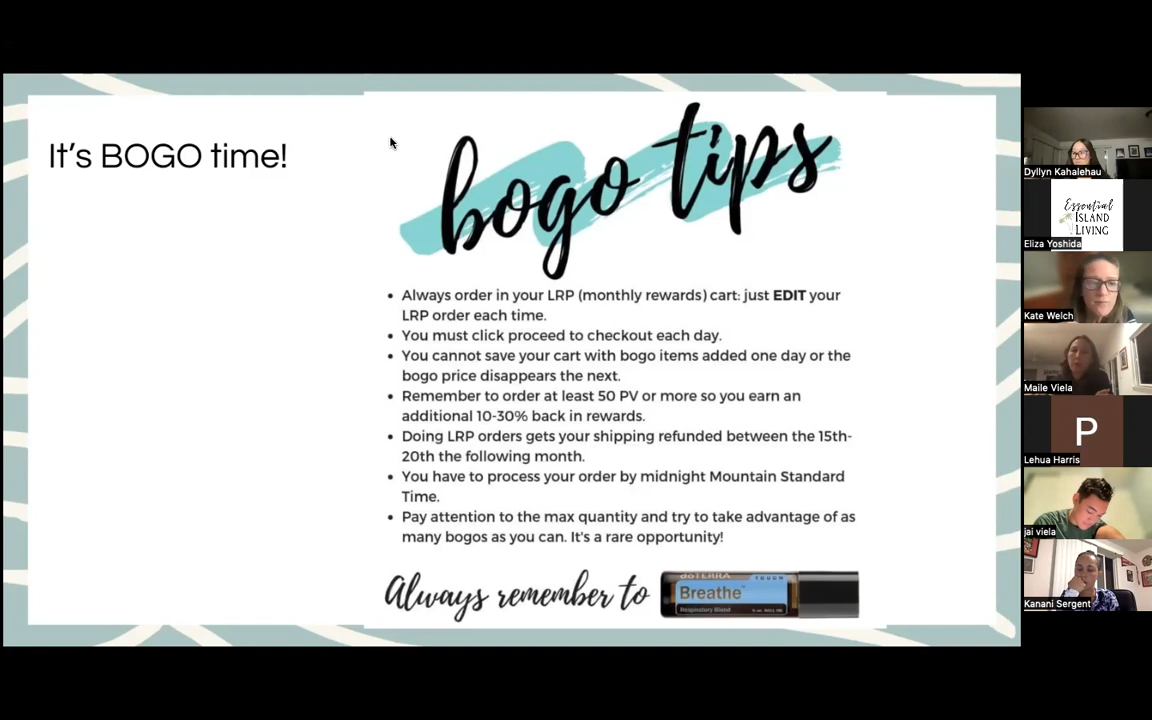 It's BOGO time!
bogo tips
• Always order in your LRP (monthly rewards) cart: just EDIT your
LRP order each time.
• You must click proceed to checkout each day.
• You cannot save your cart with bogo items added one day or the
bogo price disappears the next.
• Remember to order at least 50 PV or more so you earn an
additional 10-30% back in rewards.
• Doing LRP orders gets your shipping refunded between the 15th-
20th the following month.
• You have to process your order by midnight Mountain Standard
Time.
• Pay attention to the max quantity and try to take advantage of as
many bogos as you can. It's a rare opportunity!
Always remember to
doTERRA TOUCH
Breathe™
Respiratory Blend
Dyllyn Kahalehau
Essential
ISLAND
LIVING
Eliza Yoshida
Kate Welch
Maile Viela
P
Lehua Harris
jai viela
Kanani Sergent